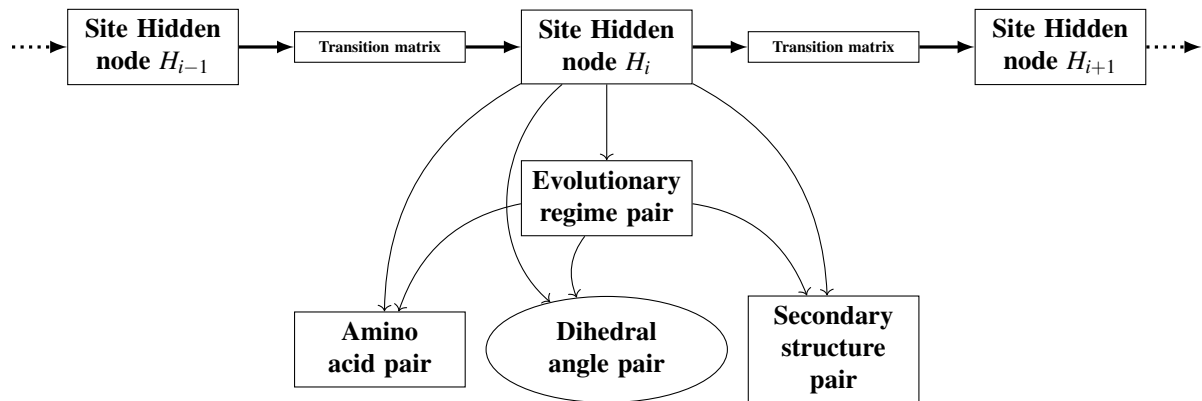 Site Hidden
node H_{i−1}
Transition matrix
Site Hidden
node H_i
Transition matrix
Site Hidden
node H_{i+1}
Evolutionary
regime pair
Amino
acid pair
Dihedral
angle pair
Secondary
structure
pair